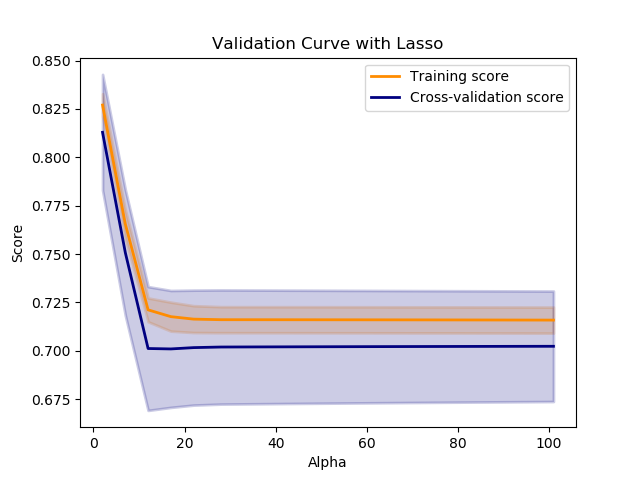 Validation Curve with Lasso
Training score
Cross-validation score
Score
0.850
0.825
0.800
0.775
0.750
0.725
0.700
0.675
0
20
40
60
80
100
Alpha